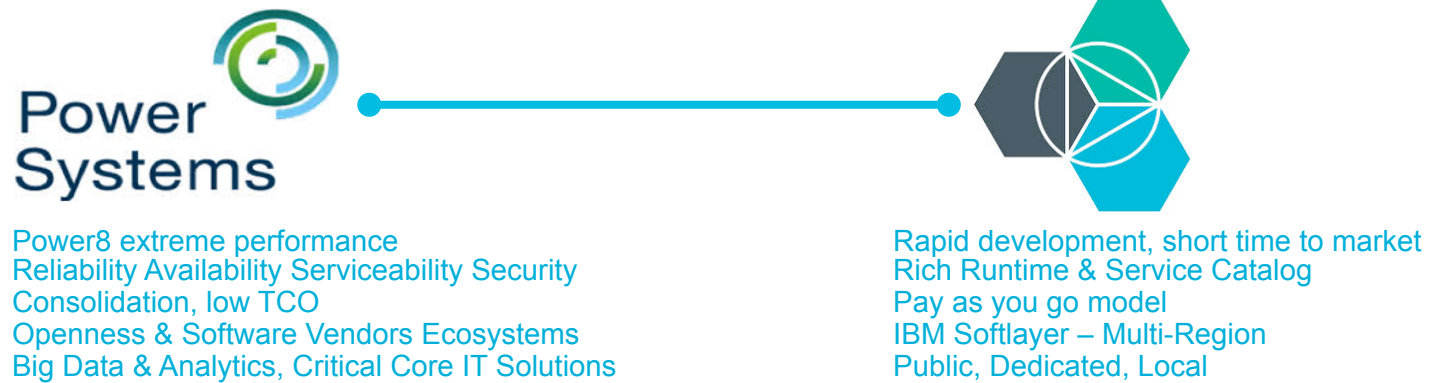 Power
Systems
Power8 extreme performance
Reliability Availability Serviceability Security
Consolidation, low TCO
Openness & Software Vendors Ecosystems
Big Data & Analytics, Critical Core IT Solutions
Rapid development, short time to market
Rich Runtime & Service Catalog
Pay as you go model
IBM Softlayer – Multi-Region
Public, Dedicated, Local